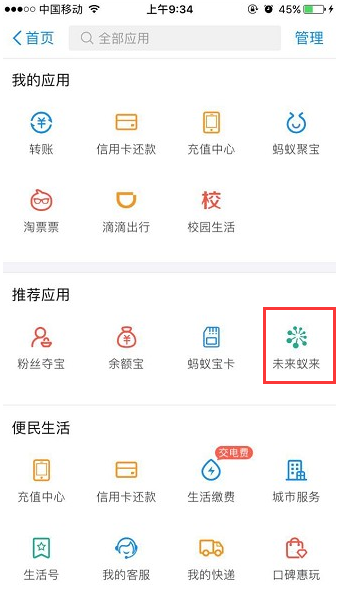 中国移动 上午9:34 45%
首页 全部应用 管理
我的应用
转账 信用卡还款 充值中心 蚂蚁聚宝
校
淘票票 滴滴出行 校园生活
推荐应用
粉丝夺宝 余额宝 蚂蚁宝卡 未来蚁来
便民生活
交电费
充值中心 信用卡还款 生活缴费 城市服务
生活号 我的客服 我的快递 口碑惠玩